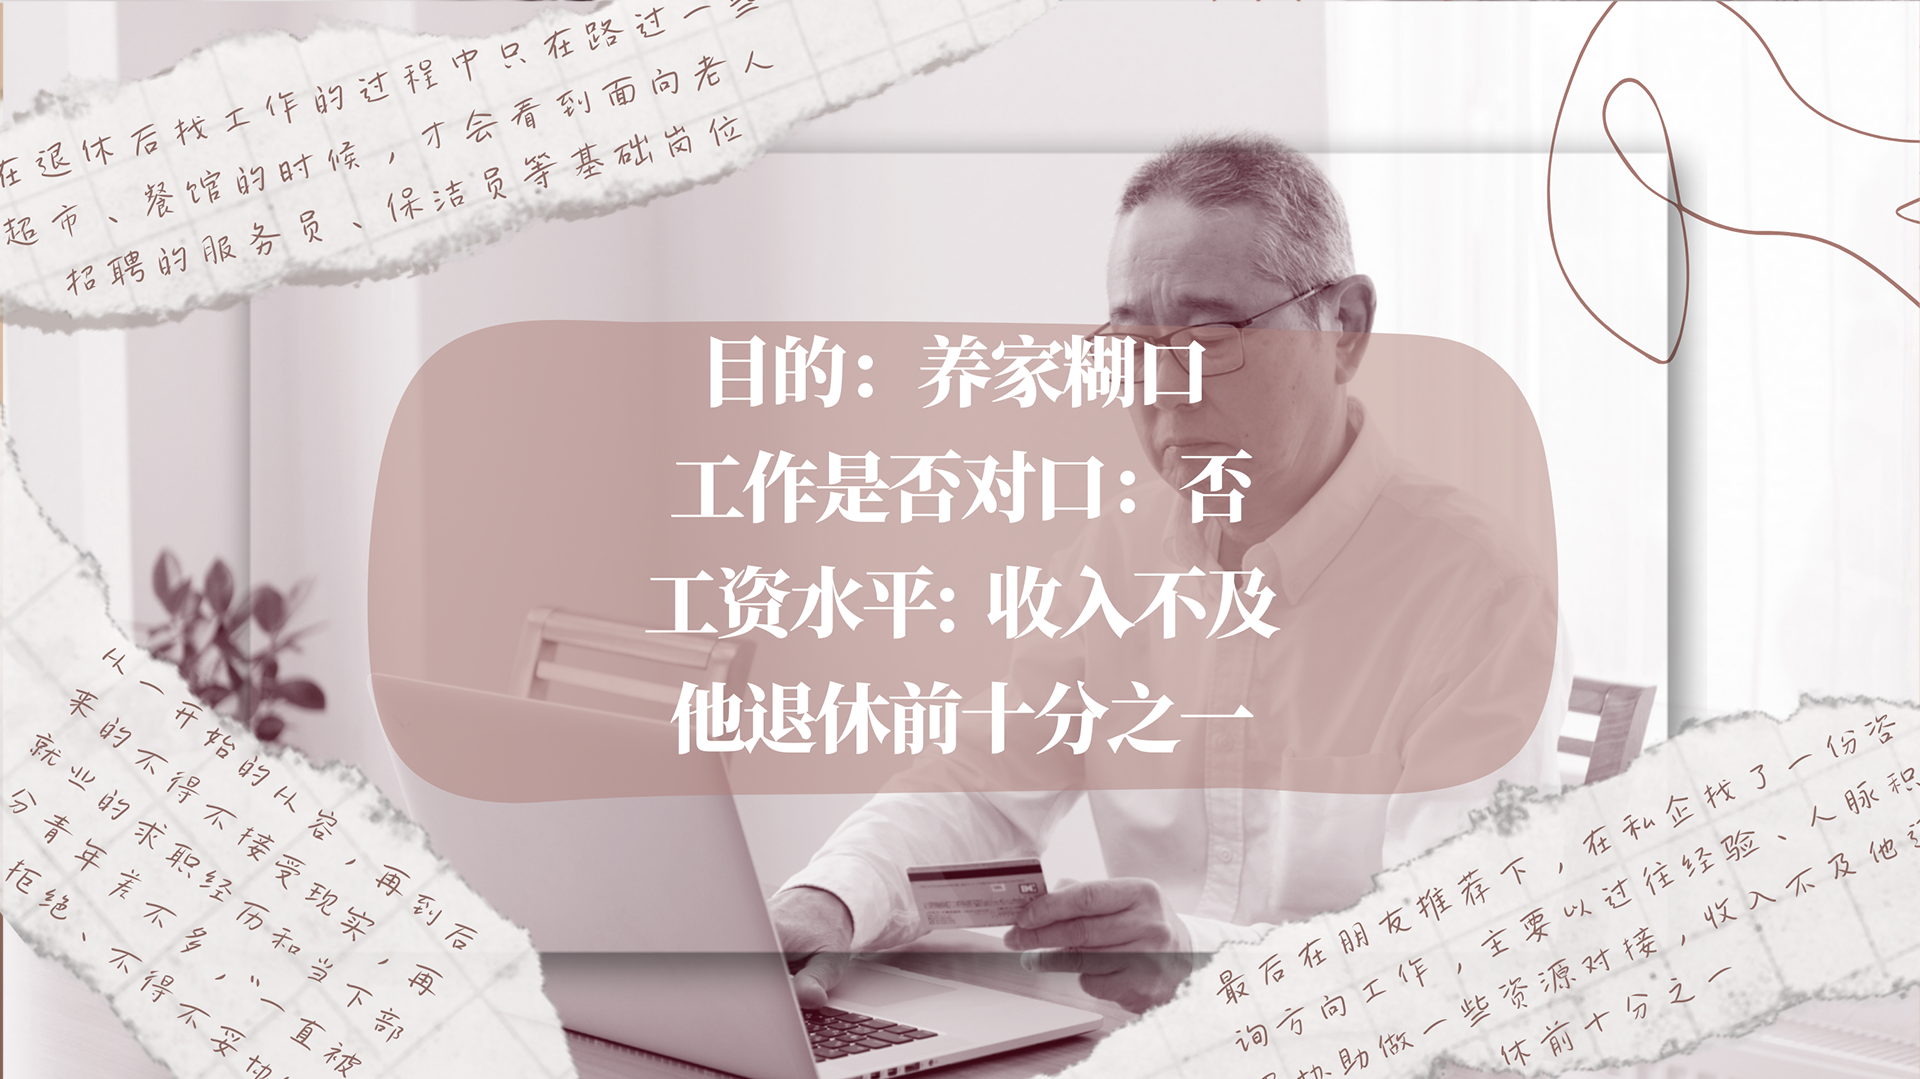 在退休后找工作的过程中只在路过一些
超市、餐馆的时候，才会看到面向老人
招聘的服务员、保洁员等基础岗位
目的：养家糊口
工作是否对口：否
工资水平：收入不及
他退休前十分之一
从一开始的从容，再到后
来的不得不接受现实，再
就业的求职经历和当下部
分青年差不多，“一直被
拒绝、不得不妥协
最后在朋友推荐下，在私企找了一份咨
询方向工作，主要以过往经验、人脉积
协助做一些资源对接，收入不及他
休前十分之一